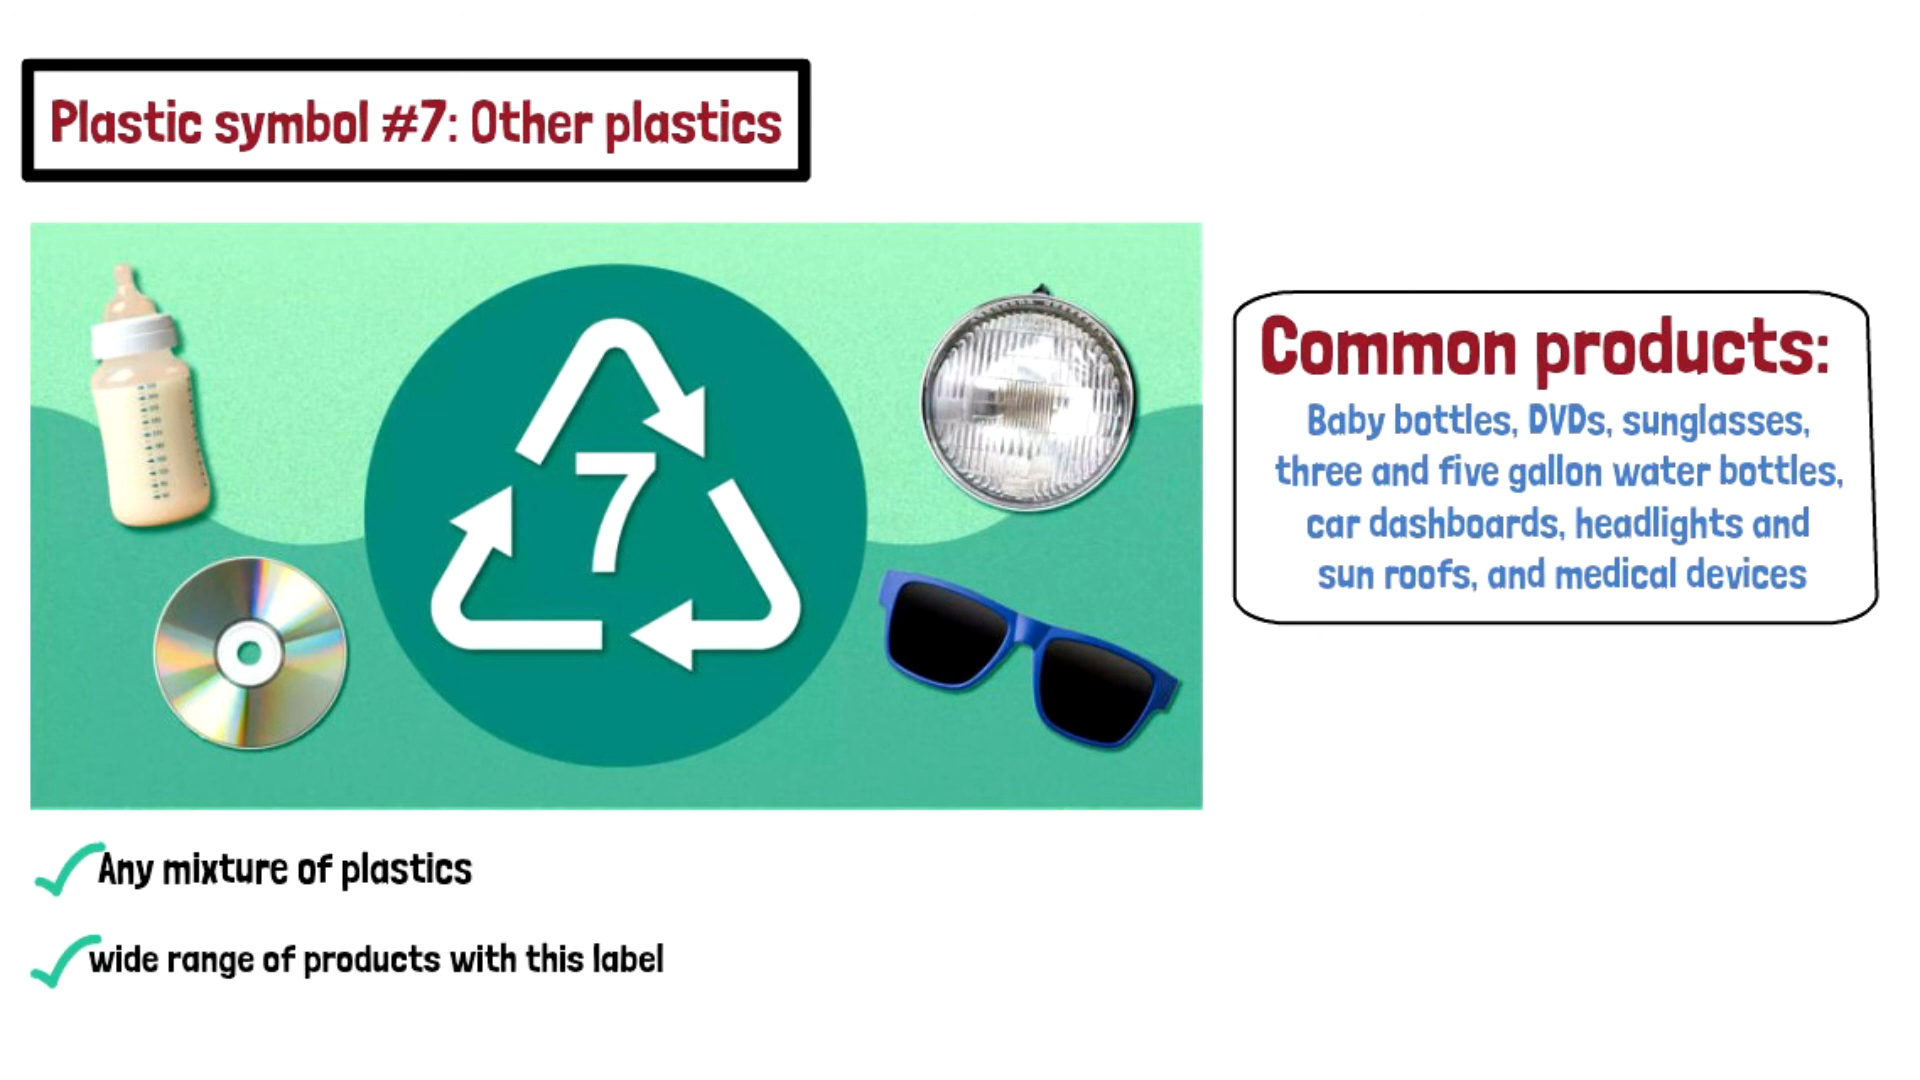 Plastic symbol #7: Other plastics
7
Common products:
Baby bottles, DVDs, sunglasses,
three and five gallon water bottles,
car dashboards, headlights and
sun roofs, and medical devices
Any mixture of plastics
wide range of products with this label